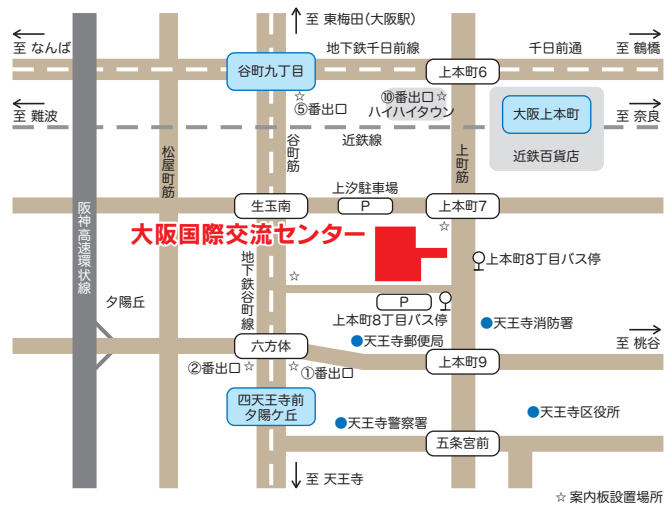 至 東梅田(大阪駅)
至 なんば
地下鉄千日前線
千日前通
至 鶴橋
谷町九丁目
上本町6
⑩番出口☆
ハイハイタウン
☆
⑤番出口
大阪上本町
至 難波
至 奈良
近鉄線
近鉄百貨店
松屋町筋
谷町筋
上町筋
上汐駐車場
生玉南
P
上本町7
☆
阪神高速環状線
大阪国際交流センター
地下鉄谷町線
☆
上本町8丁目バス停
夕陽丘
P
上本町8丁目バス停
天王寺消防署
天王寺郵便局
至 桃谷
六方体
上本町9
②番出口☆
☆
①番出口
四天王寺前
夕陽ケ丘
天王寺警察署
天王寺区役所
五条宮前
至 天王寺
☆案内板設置場所